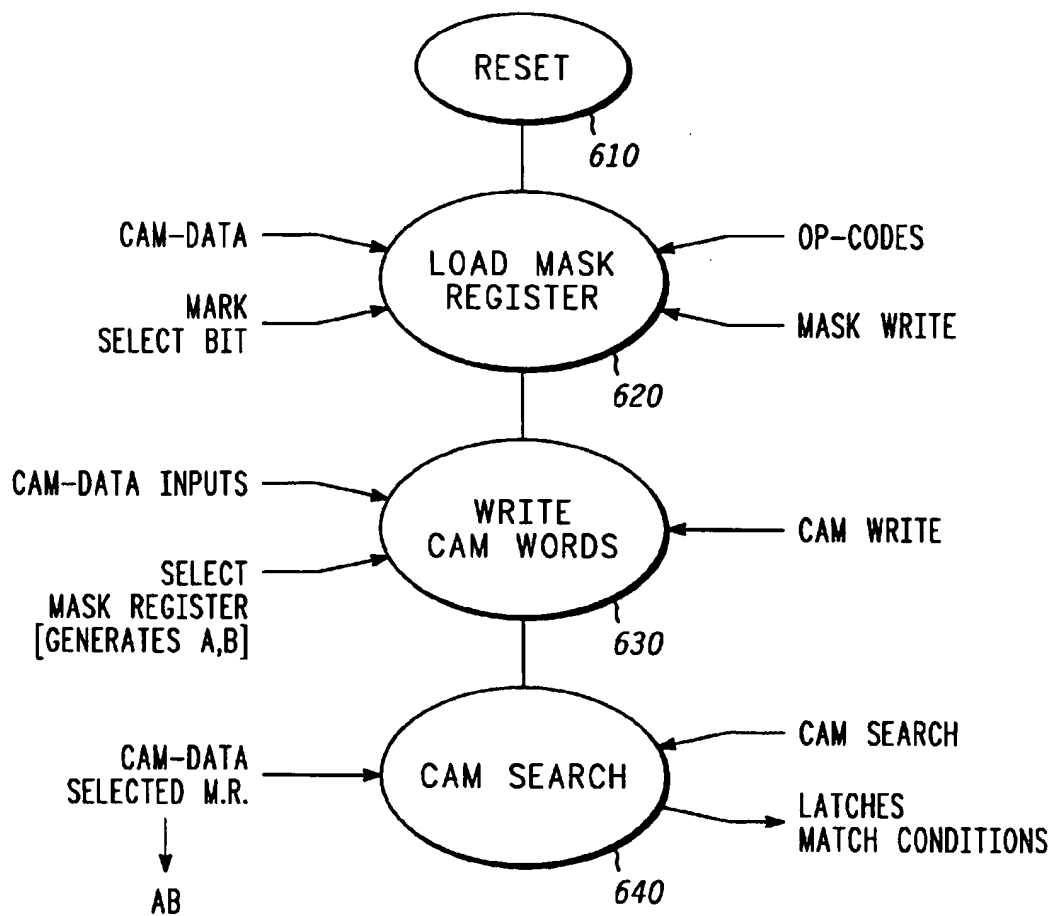 RESET
610
CAM-DATA
OP-CODES
LOAD MASK
REGISTER
MARK
SELECT BIT
MASK WRITE
620
CAM-DATA INPUTS
WRITE
CAM WORDS
CAM WRITE
SELECT
MASK REGISTER
[GENERATES A,B]
630
CAM-DATA
SELECTED M.R.
CAM SEARCH
CAM SEARCH
LATCHES
MATCH CONDITIONS
AB
640